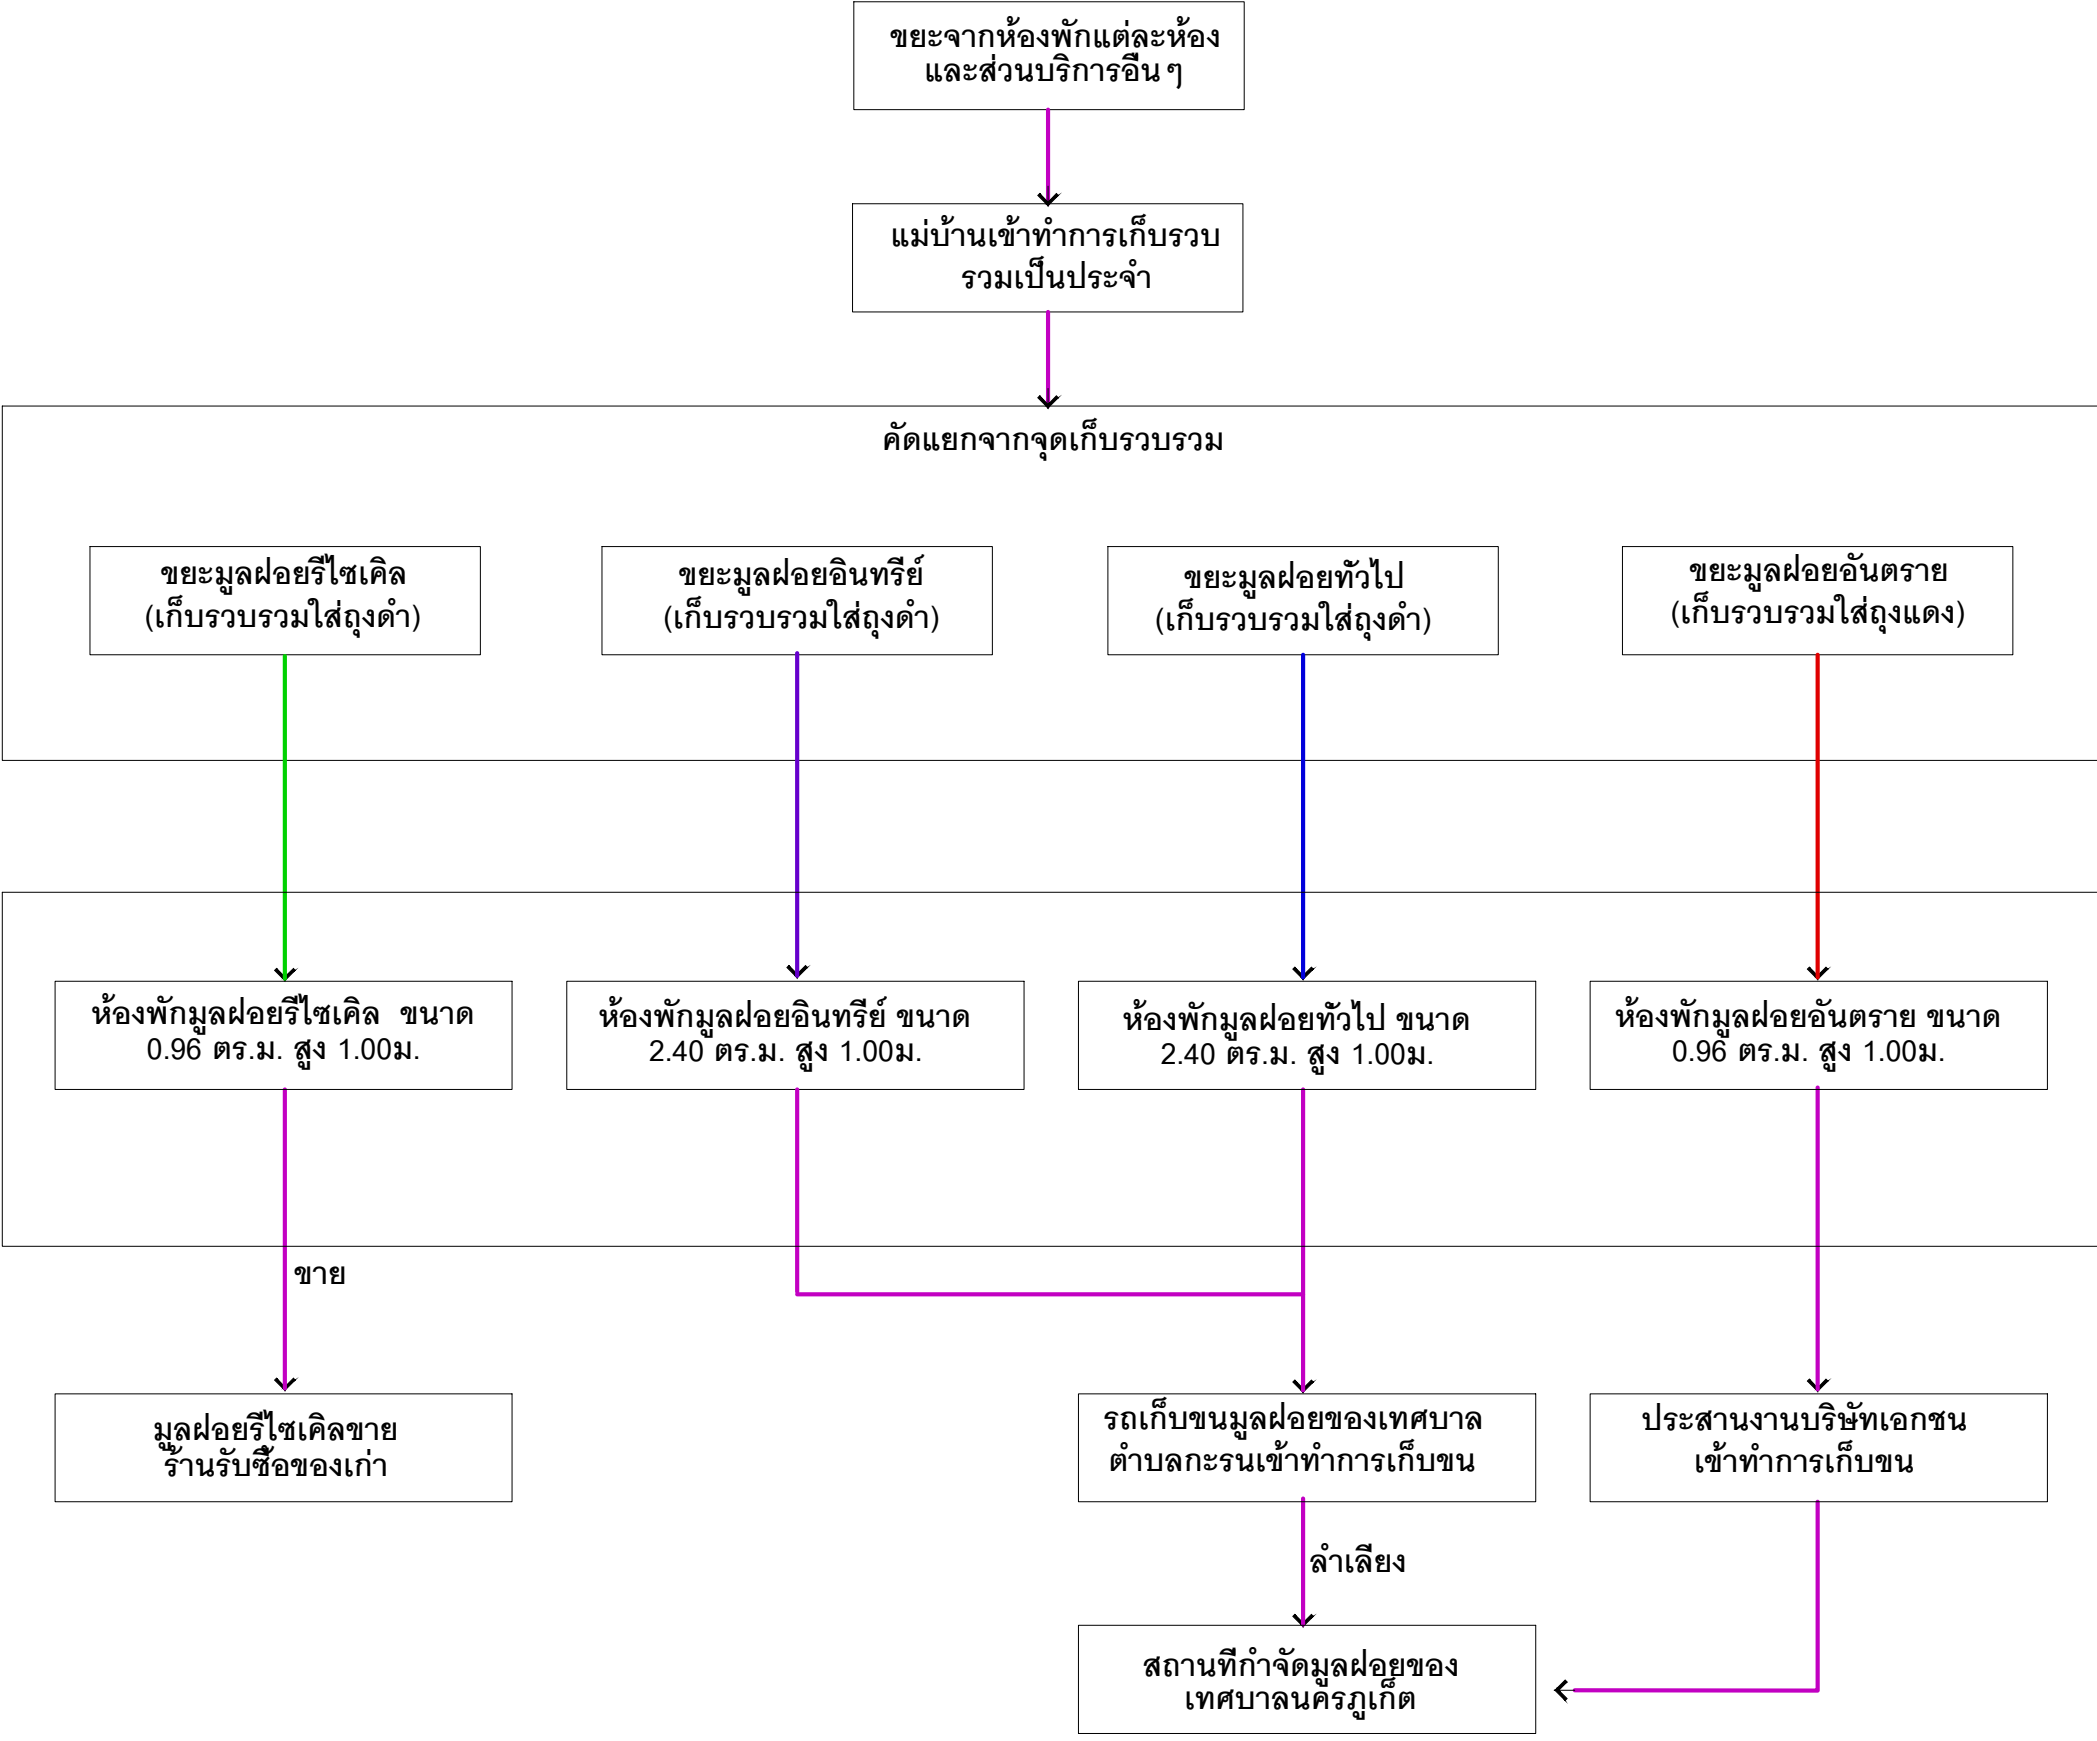 ขยะจากห้องพักแต่ละห้อง
และส่วนบริการอื่นๆ
แม่บ้านเข้าทำการเก็บรวบ
รวมเป็นประจำ
คัดแยกจากจุดเก็บรวบรวม
ขยะมูลฝอยรีไซเคิล
(เก็บรวบรวมใส่ถุงดำ)
ขยะมูลฝอยอินทรีย์
(เก็บรวบรวมใส่ถุงดำ)
ขยะมูลฝอยทั่วไป
(เก็บรวบรวมใส่ถุงดำ)
ขยะมูลฝอยอันตราย
(เก็บรวบรวมใส่ถุงแดง)
ห้องพักมูลฝอยรีไซเคิล ขนาด
0.96 ตร.ม. สูง 1.00ม.
ห้องพักมูลฝอยอินทรีย์ ขนาด
2.40 ตร.ม. สูง 1.00ม.
ห้องพักมูลฝอยทั่วไป ขนาด
2.40 ตร.ม. สูง 1.00ม.
ห้องพักมูลฝอยอันตราย ขนาด
0.96 ตร.ม. สูง 1.00ม.
ขาย
มูลฝอยรีไซเคิลขาย
ร้านรับซื้อของเก่า
รถเก็บขนมูลฝอยของเทศบาล
ตำบลกะรนเข้าทำการเก็บขน
ประสานงานบริษัทเอกชน
เข้าทำการเก็บขน
ลำเลียง
สถานที่กำจัดมูลฝอยของ
เทศบาลนครภูเก็ต